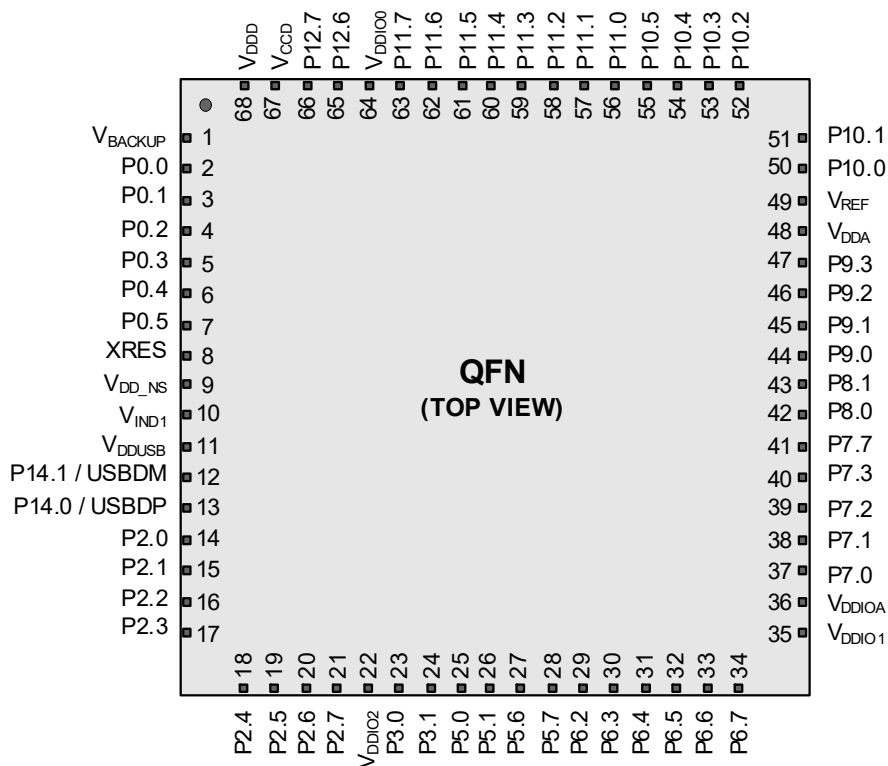 VDDD
VCCD
P12.7
P12.6
VDDIO0
P11.7
P11.6
P11.5
P11.4
P11.3
P11.2
P11.1
P11.0
P10.5
P10.4
P10.3
P10.2
68
67
66
65
64
63
62
61
60
59
58
57
56
55
54
53
52
VBACKUP 1
P0.0 2
P0.1 3
P0.2 4
P0.3 5
P0.4 6
P0.5 7
XRES 8
VDD_NS 9
VIND1 10
VDDUSB 11
P14.1 / USBDM 12
P14.0 / USBDP 13
P2.0 14
P2.1 15
P2.2 16
P2.3 17
QFN
(TOP VIEW)
51 P10.1
50 P10.0
49 VREF
48 VDDA
47 P9.3
46 P9.2
45 P9.1
44 P9.0
43 P8.1
42 P8.0
41 P7.7
40 P7.3
39 P7.2
38 P7.1
37 P7.0
36 VDDIOA
35 VDDIO1
18
19
20
21
22
23
24
25
26
27
28
29
30
31
32
33
34
P2.4
P2.5
P2.6
P2.7
VDDIO2
P3.0
P3.1
P5.0
P5.1
P5.6
P5.7
P6.2
P6.3
P6.4
P6.5
P6.6
P6.7